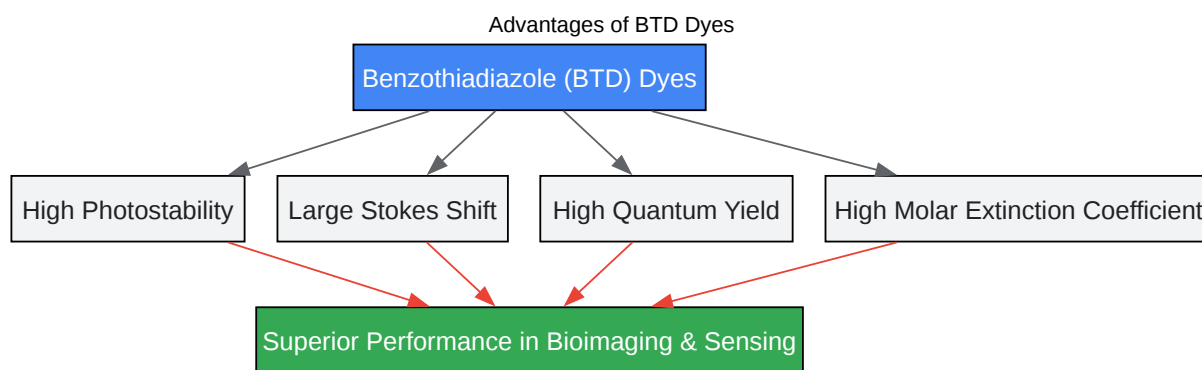 Advantages of BTD Dyes
Benzothiadiazole (BTD) Dyes
High Photostability
Large Stokes Shift
High Quantum Yield
High Molar Extinction Coefficient
Superior Performance in Bioimaging & Sensing